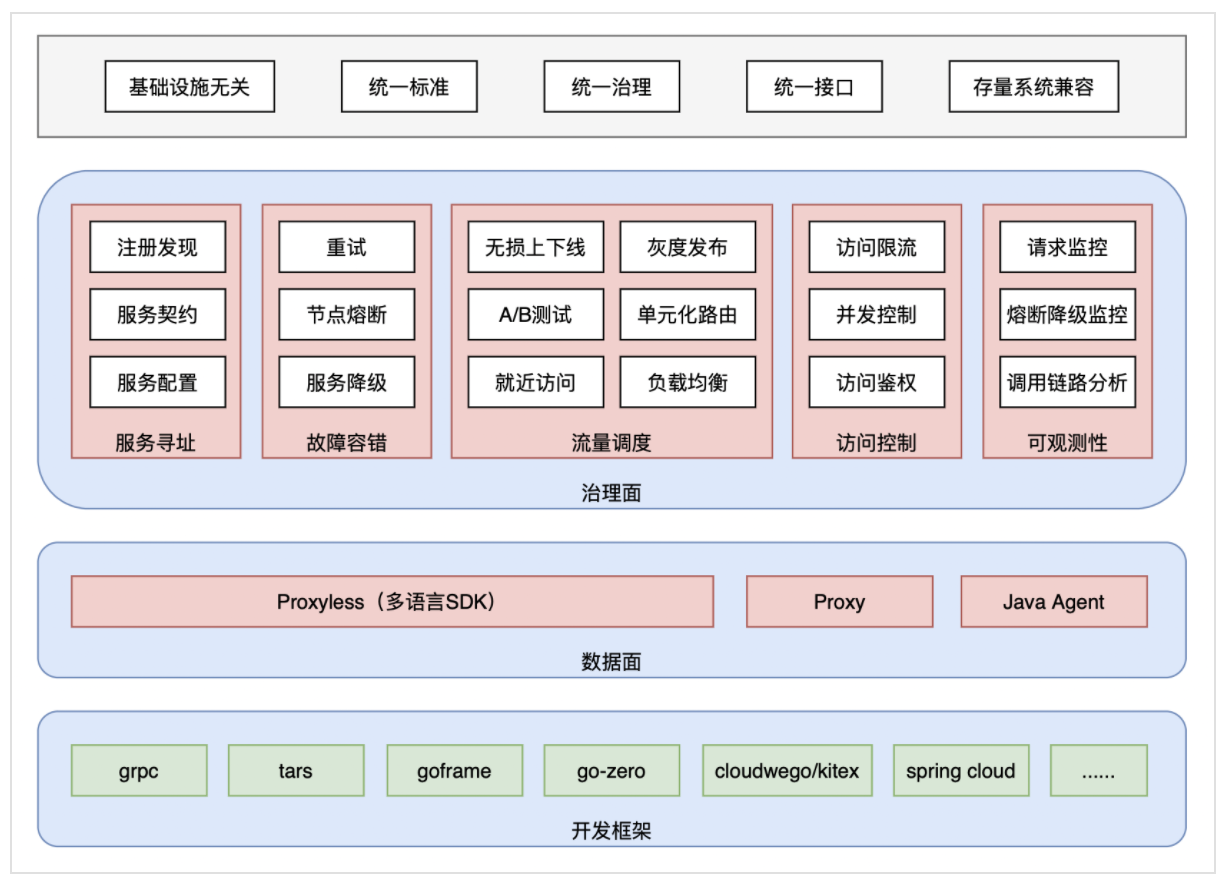 基础设施无关
统一标准
统一治理
统一接口
存量系统兼容
注册发现
服务契约
服务配置
服务寻址
重试
节点熔断
服务降级
故障容错
无损上下线
灰度发布
A/B测试
单元化路由
就近访问
负载均衡
流量调度
访问限流
并发控制
访问鉴权
访问控制
请求监控
熔断降级监控
调用链路分析
可观测性
治理面
Proxyless（多语言SDK）
Proxy
Java Agent
数据面
grpc
tars
goframe
go-zero
cloudwego/kitex
spring cloud
......
开发框架